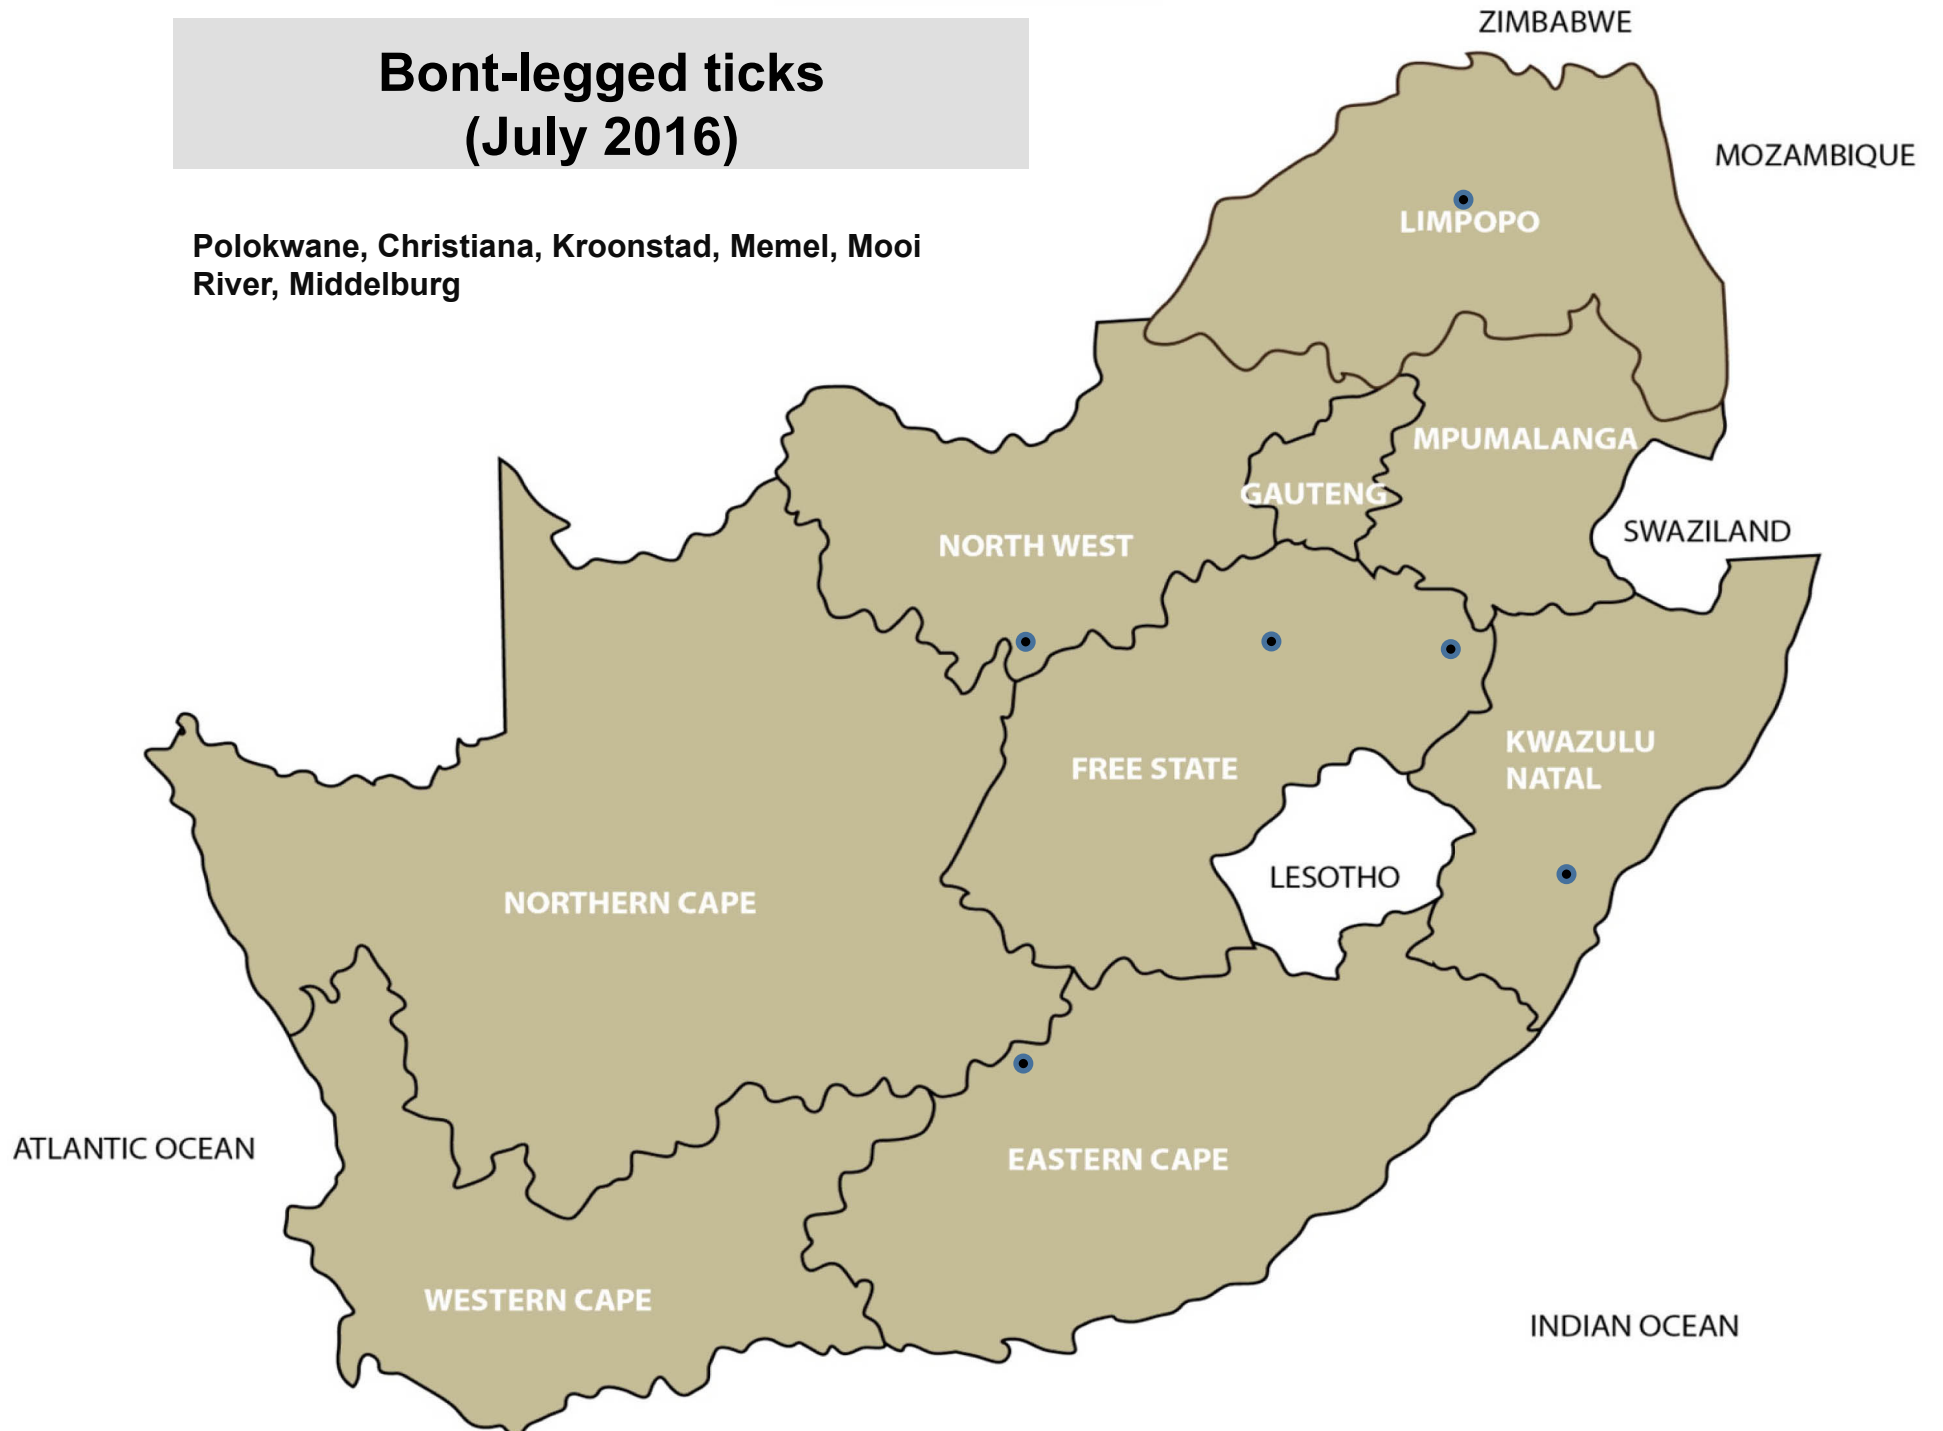 Bont-legged ticks
(July 2016)
Polokwane, Christiana, Kroonstad, Memel, Mooi
River, Middelburg
ZIMBABWE
MOZAMBIQUE
LIMPOPO
MPUMALANGA
GAUTENG
SWAZILAND
NORTH WEST
KWAZULU
NATAL
FREE STATE
LESOTHO
NORTHERN CAPE
ATLANTIC OCEAN
EASTERN CAPE
WESTERN CAPE
INDIAN OCEAN